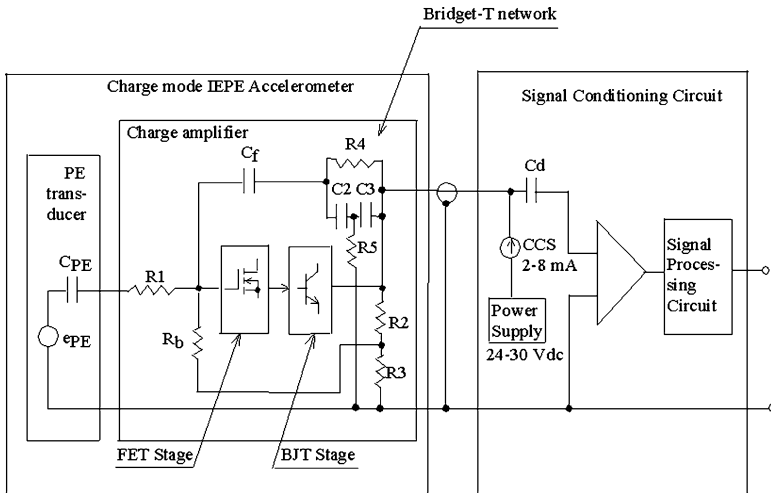 Bridget-T network
Charge mode IEPE Accelerometer
Signal Conditioning Circuit
Charge amplifier
PE
trans-
ducer
Cf
R4
C2 C3
R5
Cd
CCS
2-8 mA
Signal
Proces-
sing
Circuit
CPE
R1
Power
Supply
24-30 Vdc
R2
Rb
ePE
R3
FET Stage
BJT Stage